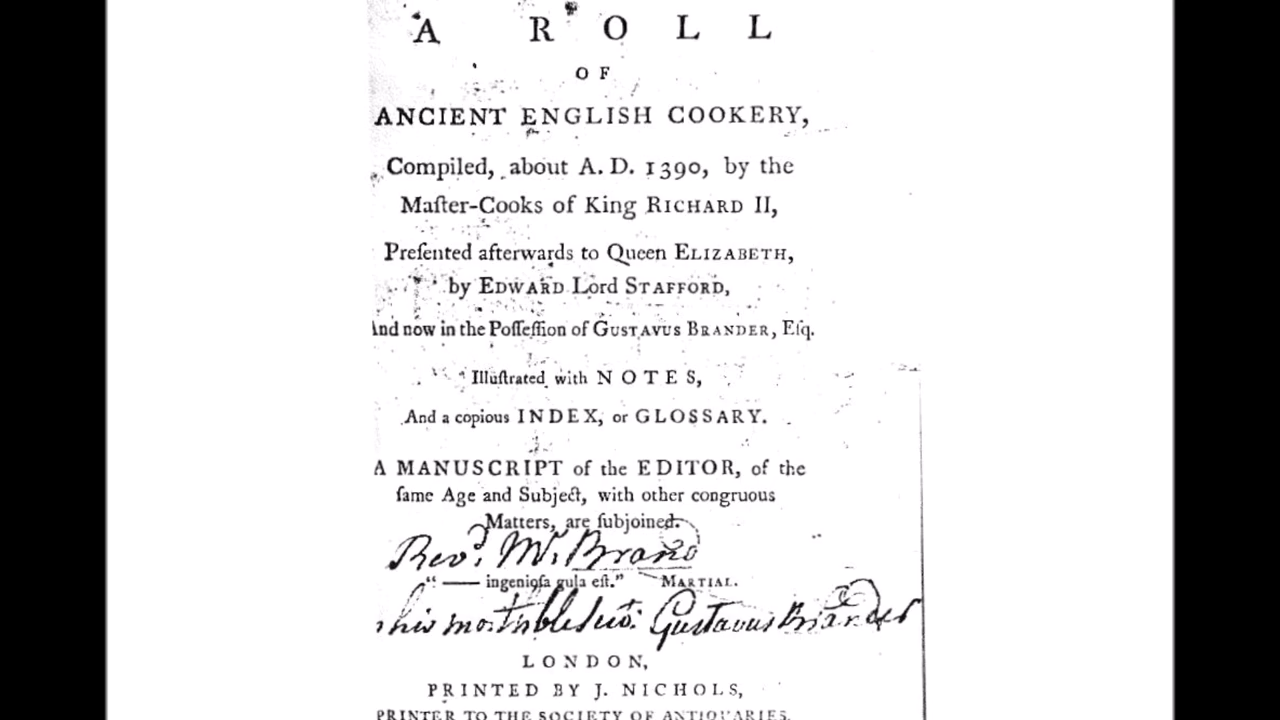 A ROLL
OF
ANCIENT ENGLISH COOKERY,
Compiled, about A. D. 1390, by the
Maſter-Cooks of King RICHARD II,
Preſented afterwards to Queen ELIZABETH,
by EDWARD Lord STAFFORD,
And now in the Poſſeſſion of GUSTAVUS BRANDER, Eſq.
Illuſtrated with NOTES,
And a copious INDEX, or GLOSSARY.
A MANUSCRIPT of the EDITOR, of the
ſame Age and Subject, with other congruous
Matters, are ſubjoined.
Revd. Mr. Brand
“—— ingenioſa gula eſt.” MARTIAL.
his most hble Servt. Gustavus Brander
LONDON,
PRINTED BY J. NICHOLS,
PRINTER TO THE SOCIETY OF ANTIQUARIES.